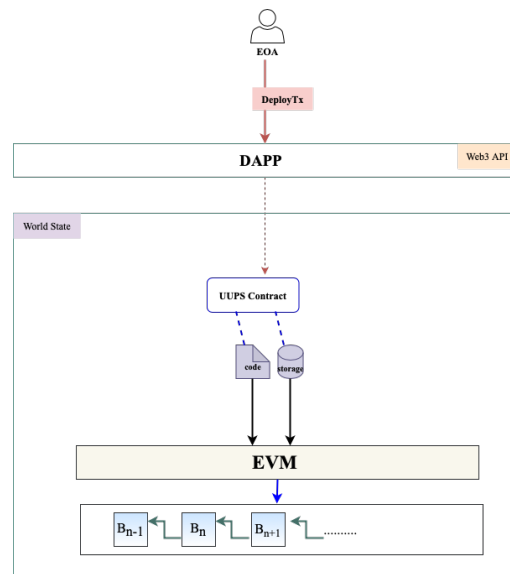 EOA
DeployTx
DAPP
Web3 API
World State
UUPS Contract
code
storage
EVM
Bn-1 Bn Bn+1 ..........